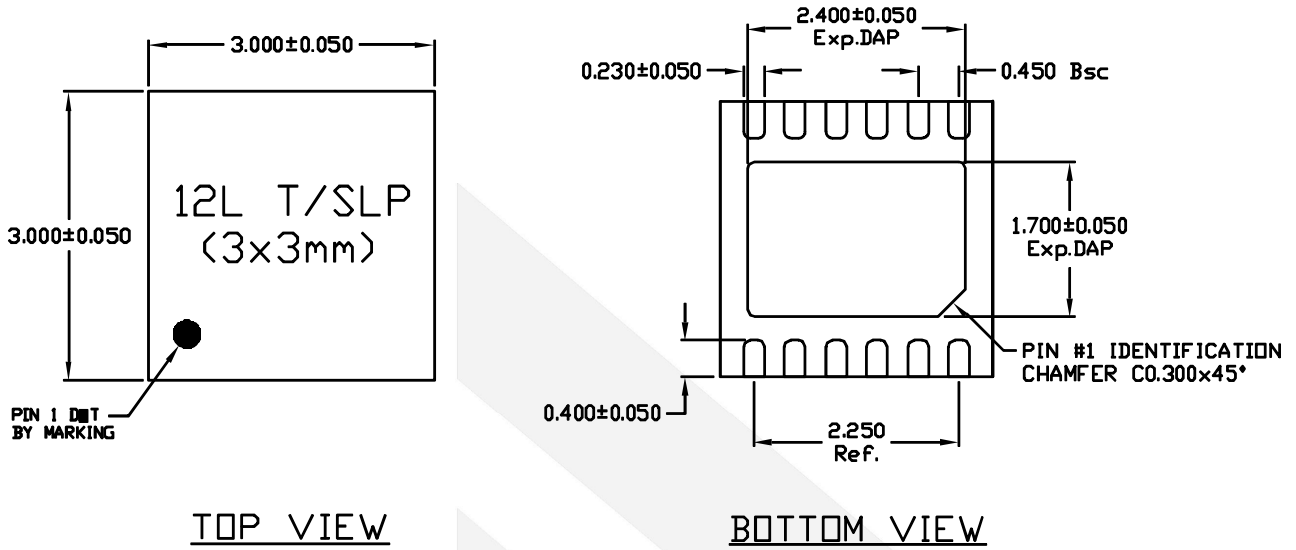 3.000±0.050
12L T/SLP
(3x3mm)
3.000±0.050
PIN 1 DOT
BY MARKING
TOP VIEW
2.400±0.050
Exp.DAP
0.230±0.050
0.450 Bsc
1.700±0.050
Exp.DAP
PIN #1 IDENTIFICATION
CHAMFER C0.300x45°
0.400±0.050
2.250
Ref.
BOTTOM VIEW